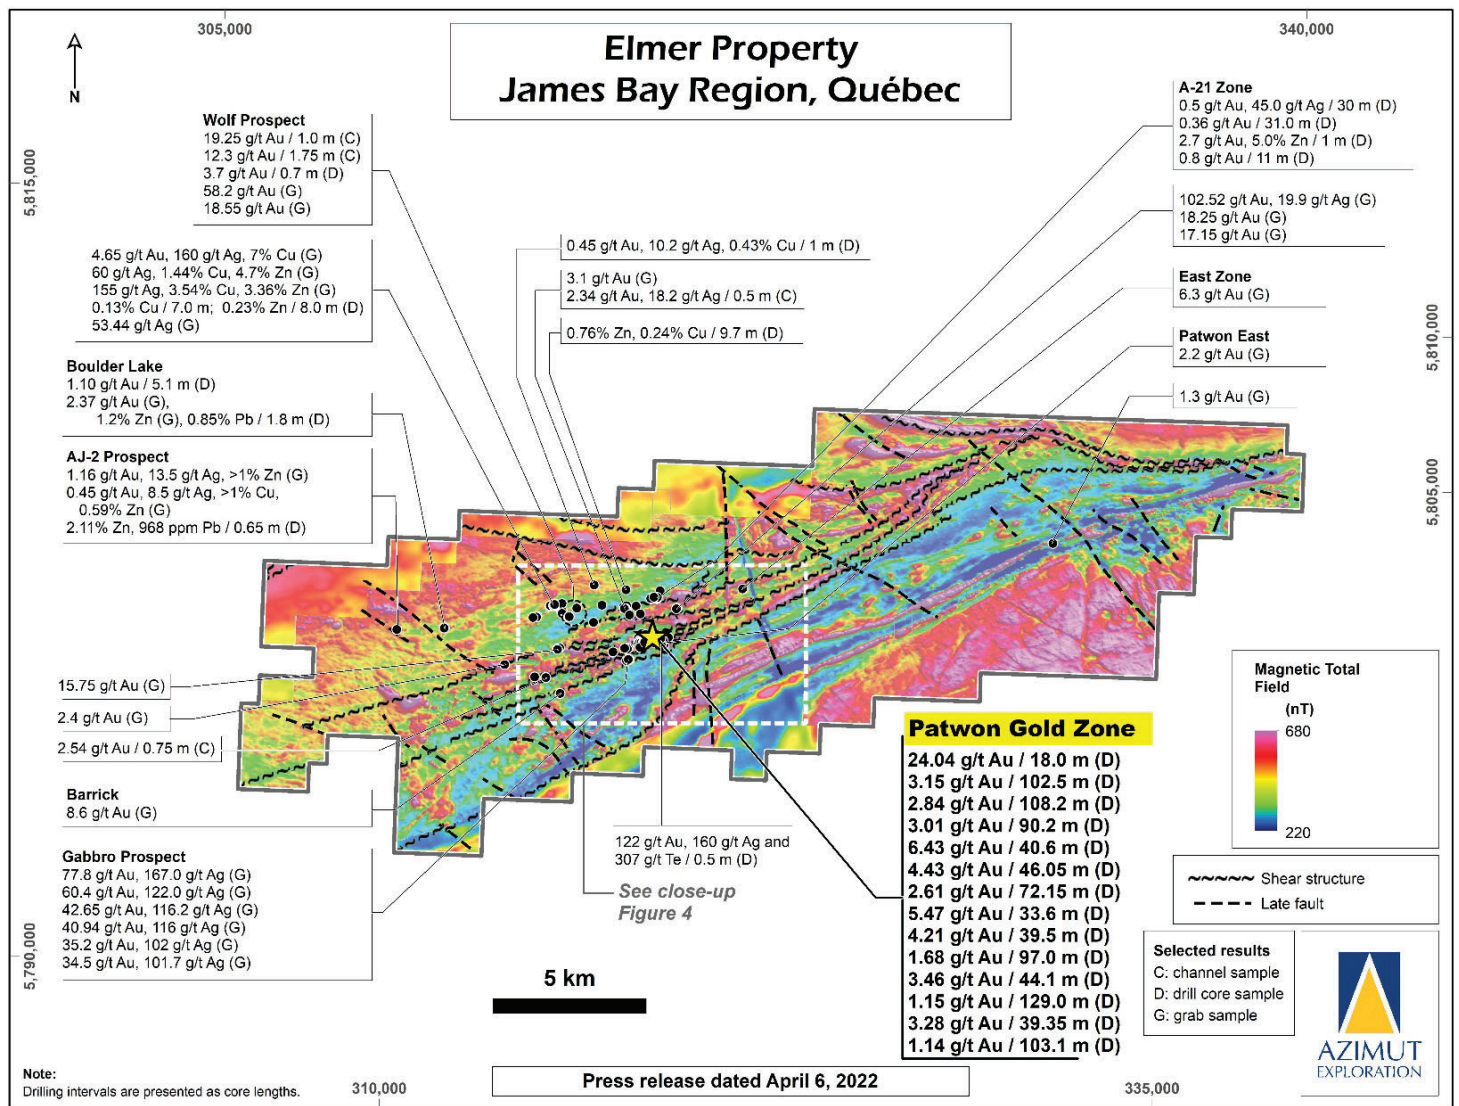 305,000
340,000
Elmer Property
James Bay Region, Québec
N
5,815,000
5,790,000
5,810,000
5,805,000
Wolf Prospect
19.25 g/t Au / 1.0 m (C)
12.3 g/t Au / 1.75 m (C)
3.7 g/t Au / 0.7 m (D)
58.2 g/t Au (G)
18.55 g/t Au (G)
4.65 g/t Au, 160 g/t Ag, 7% Cu (G)
60 g/t Ag, 1.44% Cu, 4.7% Zn (G)
155 g/t Ag, 3.54% Cu, 3.36% Zn (G)
0.13% Cu / 7.0 m; 0.23% Zn / 8.0 m (D)
53.44 g/t Ag (G)
Boulder Lake
1.10 g/t Au / 5.1 m (D)
2.37 g/t Au (G),
1.2% Zn (G), 0.85% Pb / 1.8 m (D)
AJ-2 Prospect
1.16 g/t Au, 13.5 g/t Ag, >1% Zn (G)
0.45 g/t Au, 8.5 g/t Ag, >1% Cu,
0.59% Zn (G)
2.11% Zn, 968 ppm Pb / 0.65 m (D)
0.45 g/t Au, 10.2 g/t Ag, 0.43% Cu / 1 m (D)
3.1 g/t Au (G)
2.34 g/t Au, 18.2 g/t Ag / 0.5 m (C)
0.76% Zn, 0.24% Cu / 9.7 m (D)
A-21 Zone
0.5 g/t Au, 45.0 g/t Ag / 30 m (D)
0.36 g/t Au / 31.0 m (D)
2.7 g/t Au, 5.0% Zn / 1 m (D)
0.8 g/t Au / 11 m (D)
102.52 g/t Au, 19.9 g/t Ag (G)
18.25 g/t Au (G)
17.15 g/t Au (G)
East Zone
6.3 g/t Au (G)
Patwon East
2.2 g/t Au (G)
1.3 g/t Au (G)
15.75 g/t Au (G)
2.4 g/t Au (G)
2.54 g/t Au / 0.75 m (C)
Barrick
8.6 g/t Au (G)
Gabbro Prospect
77.8 g/t Au, 167.0 g/t Ag (G)
60.4 g/t Au, 122.0 g/t Ag (G)
42.65 g/t Au, 116.2 g/t Ag (G)
40.94 g/t Au, 116 g/t Ag (G)
35.2 g/t Au, 102 g/t Ag (G)
34.5 g/t Au, 101.7 g/t Ag (G)
122 g/t Au, 160 g/t Ag and
307 g/t Te / 0.5 m (D)
See close-up
Figure 4
5 km
Patwon Gold Zone
24.04 g/t Au / 18.0 m (D)
3.15 g/t Au / 102.5 m (D)
2.84 g/t Au / 108.2 m (D)
3.01 g/t Au / 90.2 m (D)
6.43 g/t Au / 40.6 m (D)
4.43 g/t Au / 46.05 m (D)
2.61 g/t Au / 72.15 m (D)
5.47 g/t Au / 33.6 m (D)
4.21 g/t Au / 39.5 m (D)
1.68 g/t Au / 97.0 m (D)
3.46 g/t Au / 44.1 m (D)
1.15 g/t Au / 129.0 m (D)
3.28 g/t Au / 39.35 m (D)
1.14 g/t Au / 103.1 m (D)
Magnetic Total
Field
(nT)
680
220
Shear structure
Late fault
Selected results
C: channel sample
D: drill core sample
G: grab sample
AZIMUT
EXPLORATION
Note:
Drilling intervals are presented as core lengths.
310,000
Press release dated April 6, 2022
335,000